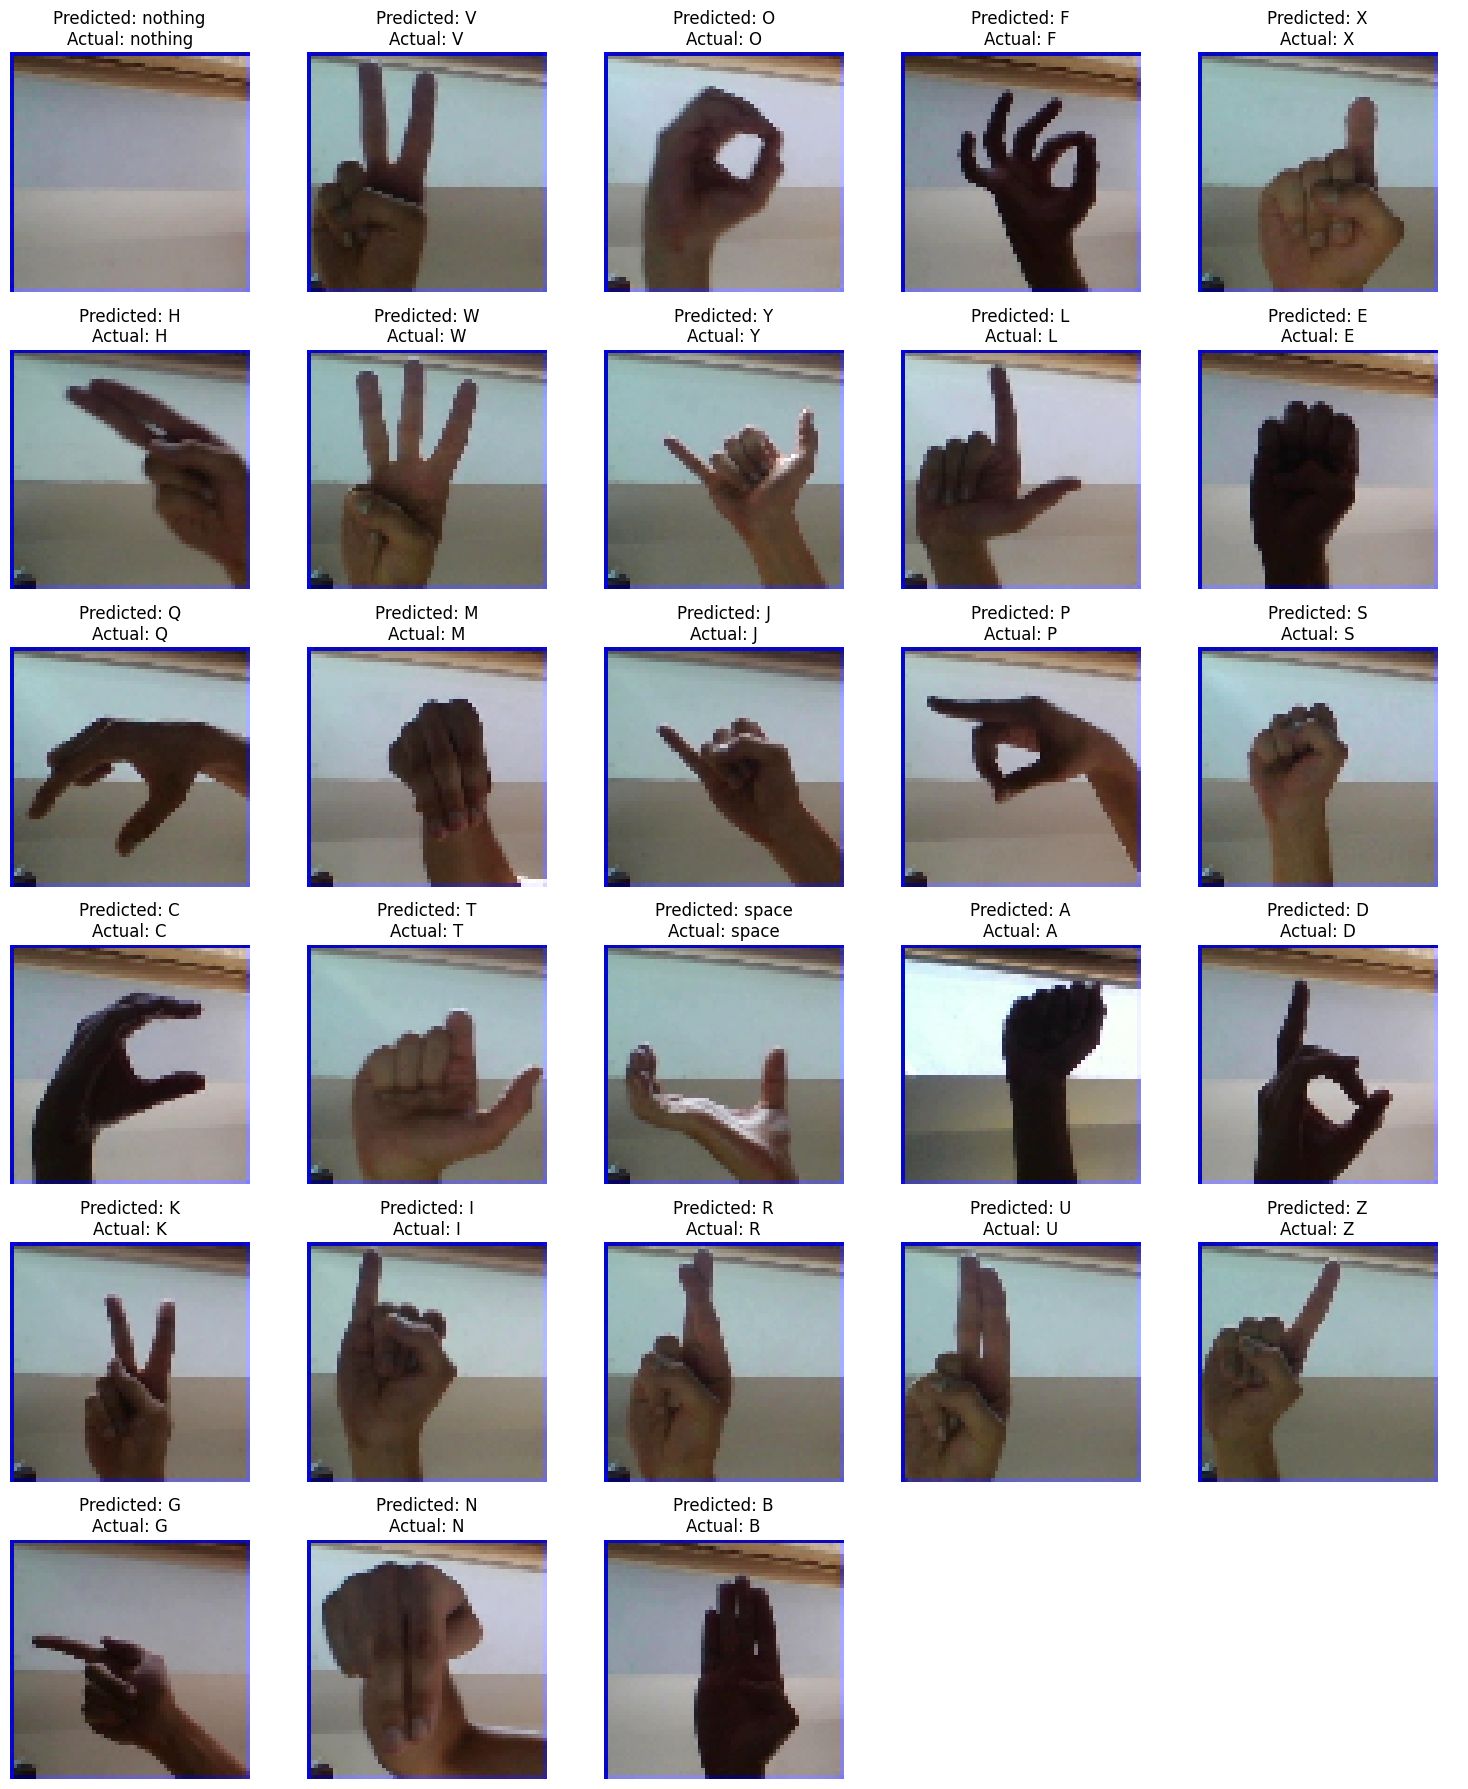 Predicted: nothing
Actual: nothing
Predicted: V
Actual: V
Predicted: O
Actual: O
Predicted: F
Actual: F
Predicted: X
Actual: X
Predicted: H
Actual: H
Predicted: W
Actual: W
Predicted: Y
Actual: Y
Predicted: L
Actual: L
Predicted: E
Actual: E
Predicted: Q
Actual: Q
Predicted: M
Actual: M
Predicted: J
Actual: J
Predicted: P
Actual: P
Predicted: S
Actual: S
Predicted: C
Actual: C
Predicted: T
Actual: T
Predicted: space
Actual: space
Predicted: A
Actual: A
Predicted: D
Actual: D
Predicted: K
Actual: K
Predicted: I
Actual: I
Predicted: R
Actual: R
Predicted: U
Actual: U
Predicted: Z
Actual: Z
Predicted: G
Actual: G
Predicted: N
Actual: N
Predicted: B
Actual: B